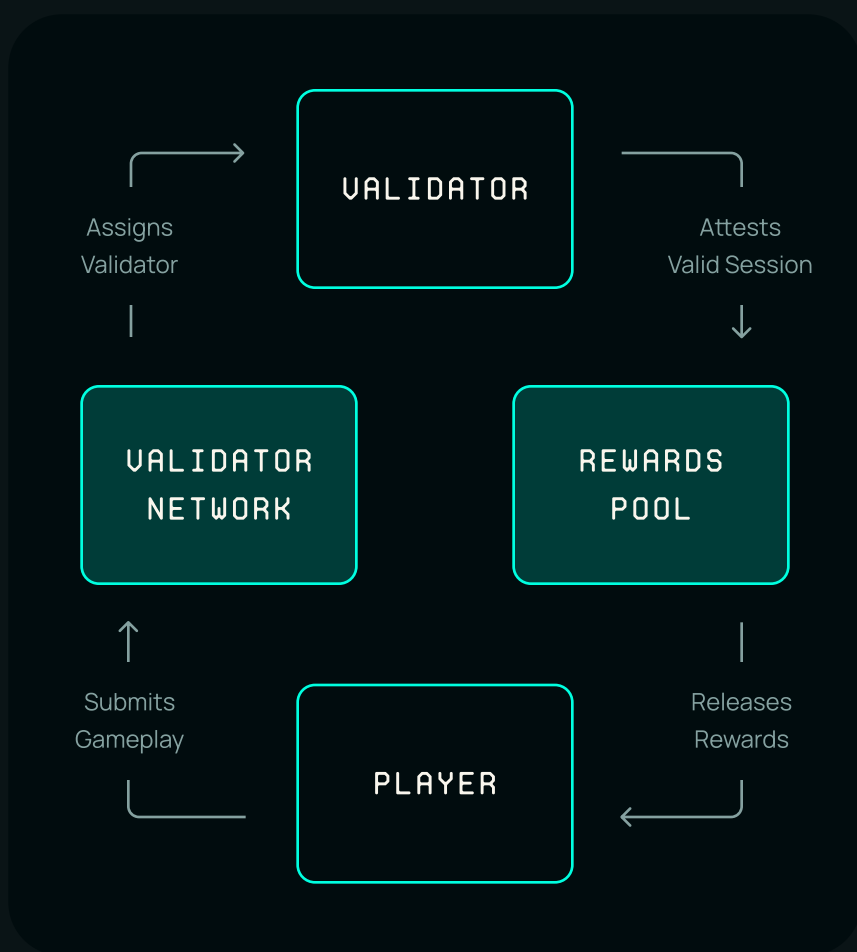 VALIDATOR
Assigns
Validator
Attests
Valid Session
VALIDATOR
NETWORK
REWARDS
POOL
Submits
Gameplay
Releases
Rewards
PLAYER